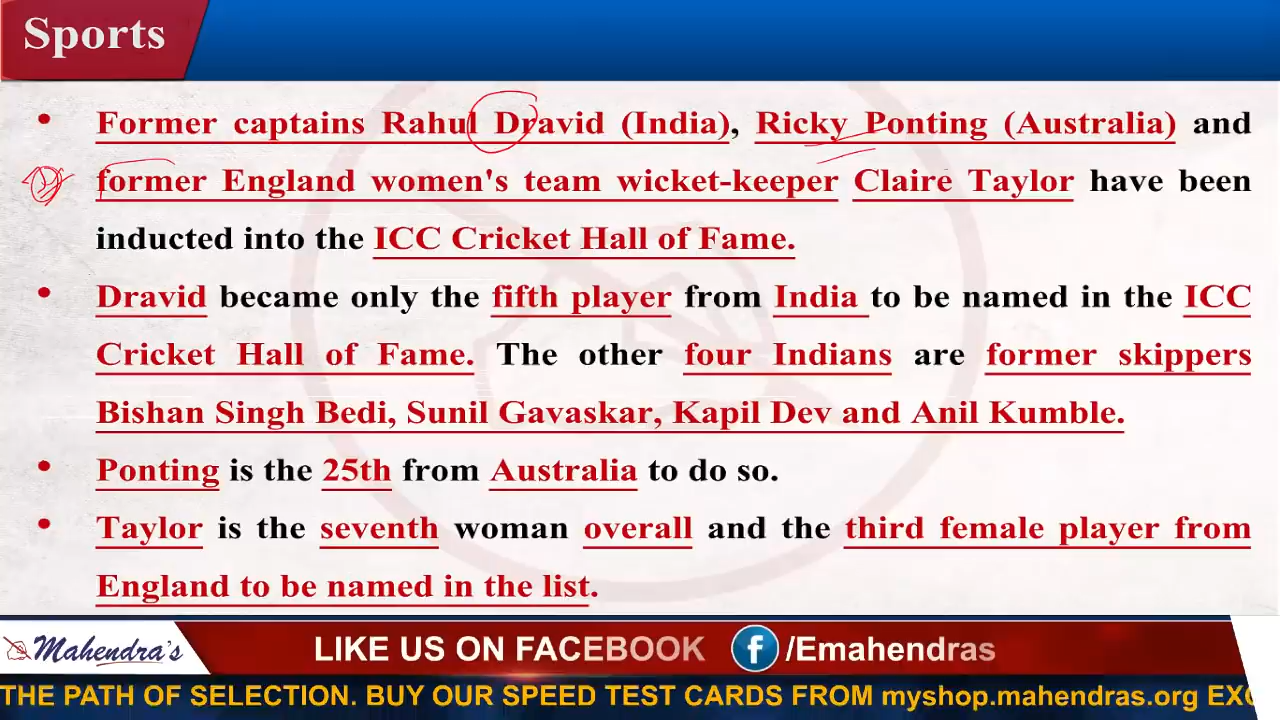 Sports
• Former captains Rahul Dravid (India), Ricky Ponting (Australia) and
former England women's team wicket-keeper Claire Taylor have been
inducted into the ICC Cricket Hall of Fame.
• Dravid became only the fifth player from India to be named in the ICC
Cricket Hall of Fame. The other four Indians are former skippers
Bishan Singh Bedi, Sunil Gavaskar, Kapil Dev and Anil Kumble.
• Ponting is the 25th from Australia to do so.
• Taylor is the seventh woman overall and the third female player from
England to be named in the list.
Mahendra's LIKE US ON FACEBOOK f /Emahendras
THE PATH OF SELECTION. BUY OUR SPEED TEST CARDS FROM myshop.mahendras.org